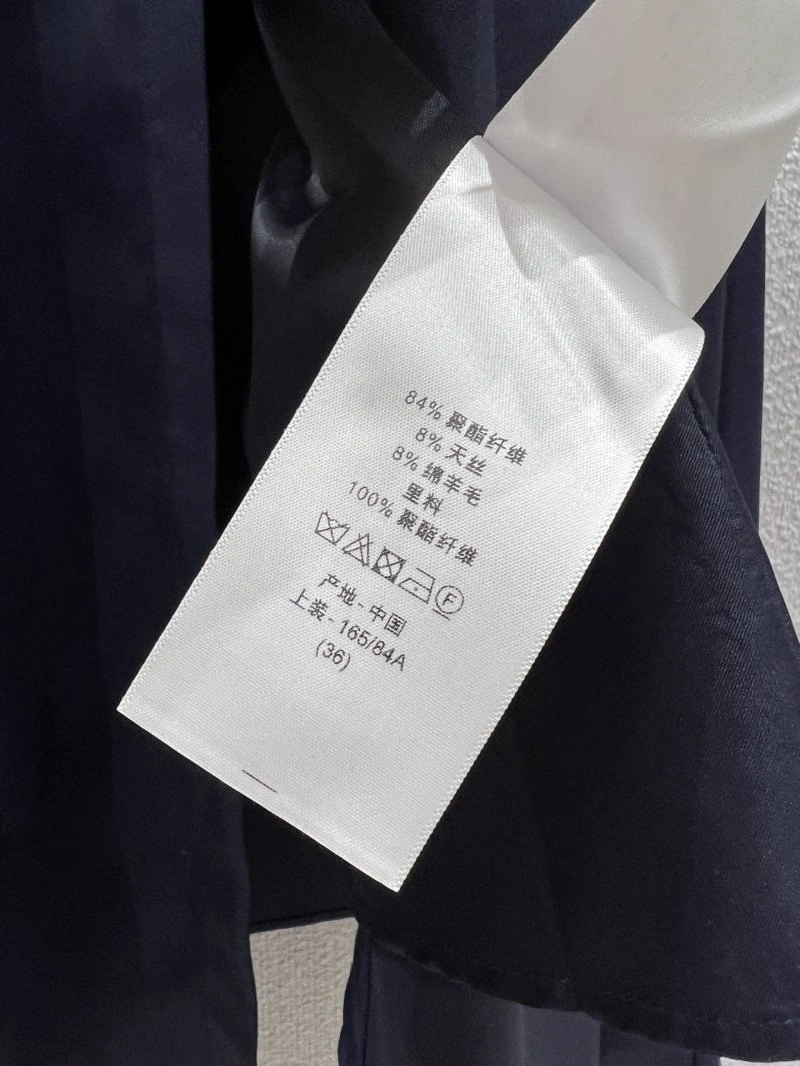 84% 聚酯纤维
8% 天丝
8% 绵羊毛
里料
100% 聚酯纤维
F
产地-中国
上装-165/84A
(36)